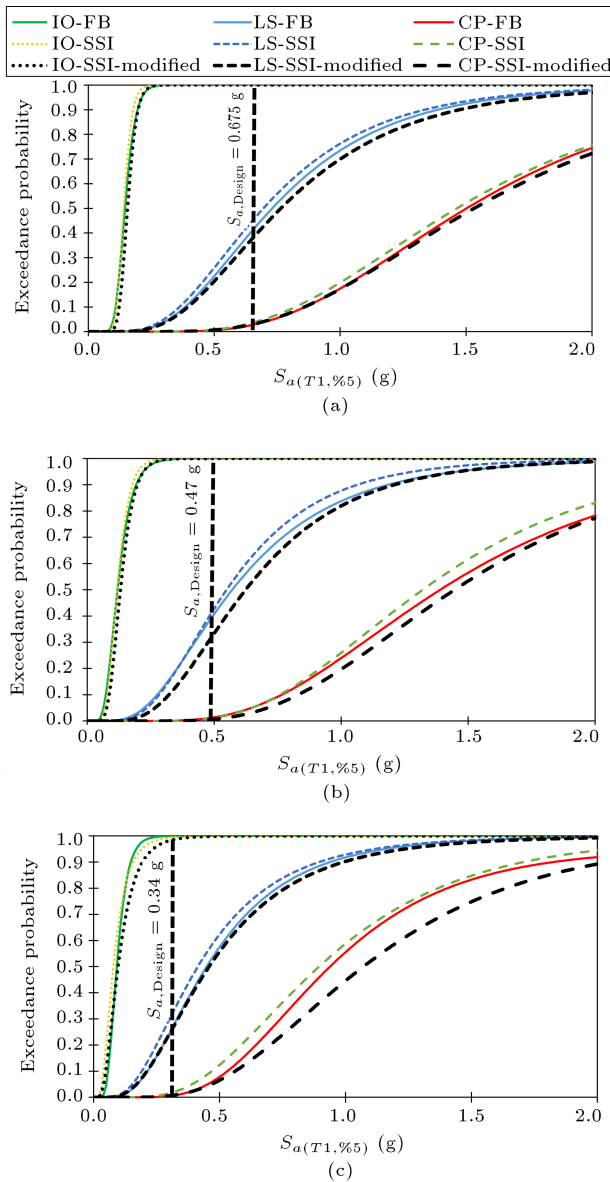 IO-FB LS-FB CP-FB
IO-SSI LS-SSI CP-SSI
IO-SSI-modified LS-SSI-modified CP-SSI-modified
Exceedance probability
1.0
0.9
0.8
0.7
0.6
0.5
0.4
0.3
0.2
0.1
0.0
S_{a,Design} = 0.675 g
0.0 0.5 1.0 1.5 2.0
S_{a(T1,%5)} (g)
(a)
Exceedance probability
1.0
0.9
0.8
0.7
0.6
0.5
0.4
0.3
0.2
0.1
0.0
S_{a,Design} = 0.47 g
0.0 0.5 1.0 1.5 2.0
S_{a(T1,%5)} (g)
(b)
Exceedance probability
1.0
0.9
0.8
0.7
0.6
0.5
0.4
0.3
0.2
0.1
0.0
S_{a,Design} = 0.34 g
0.0 0.5 1.0 1.5 2.0
S_{a(T1,%5)} (g)
(c)